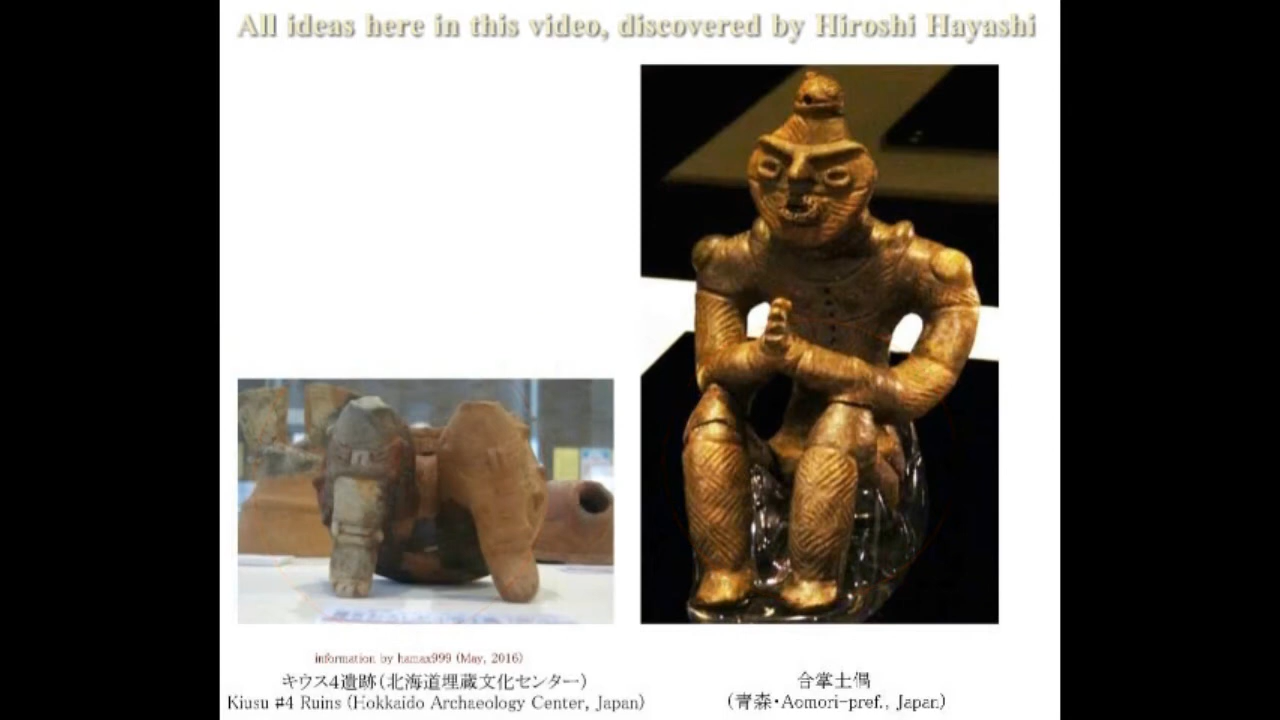 All ideas here in this video, discovered by Hiroshi Hayashi
information by hamax999 (May, 2016)
キウス4遺跡(北海道埋蔵文化センター)
Kiusu #4 Ruins (Hokkaido Archaeology Center, Japan)
合掌土偶
(青森・Aomori-pref., Japan)